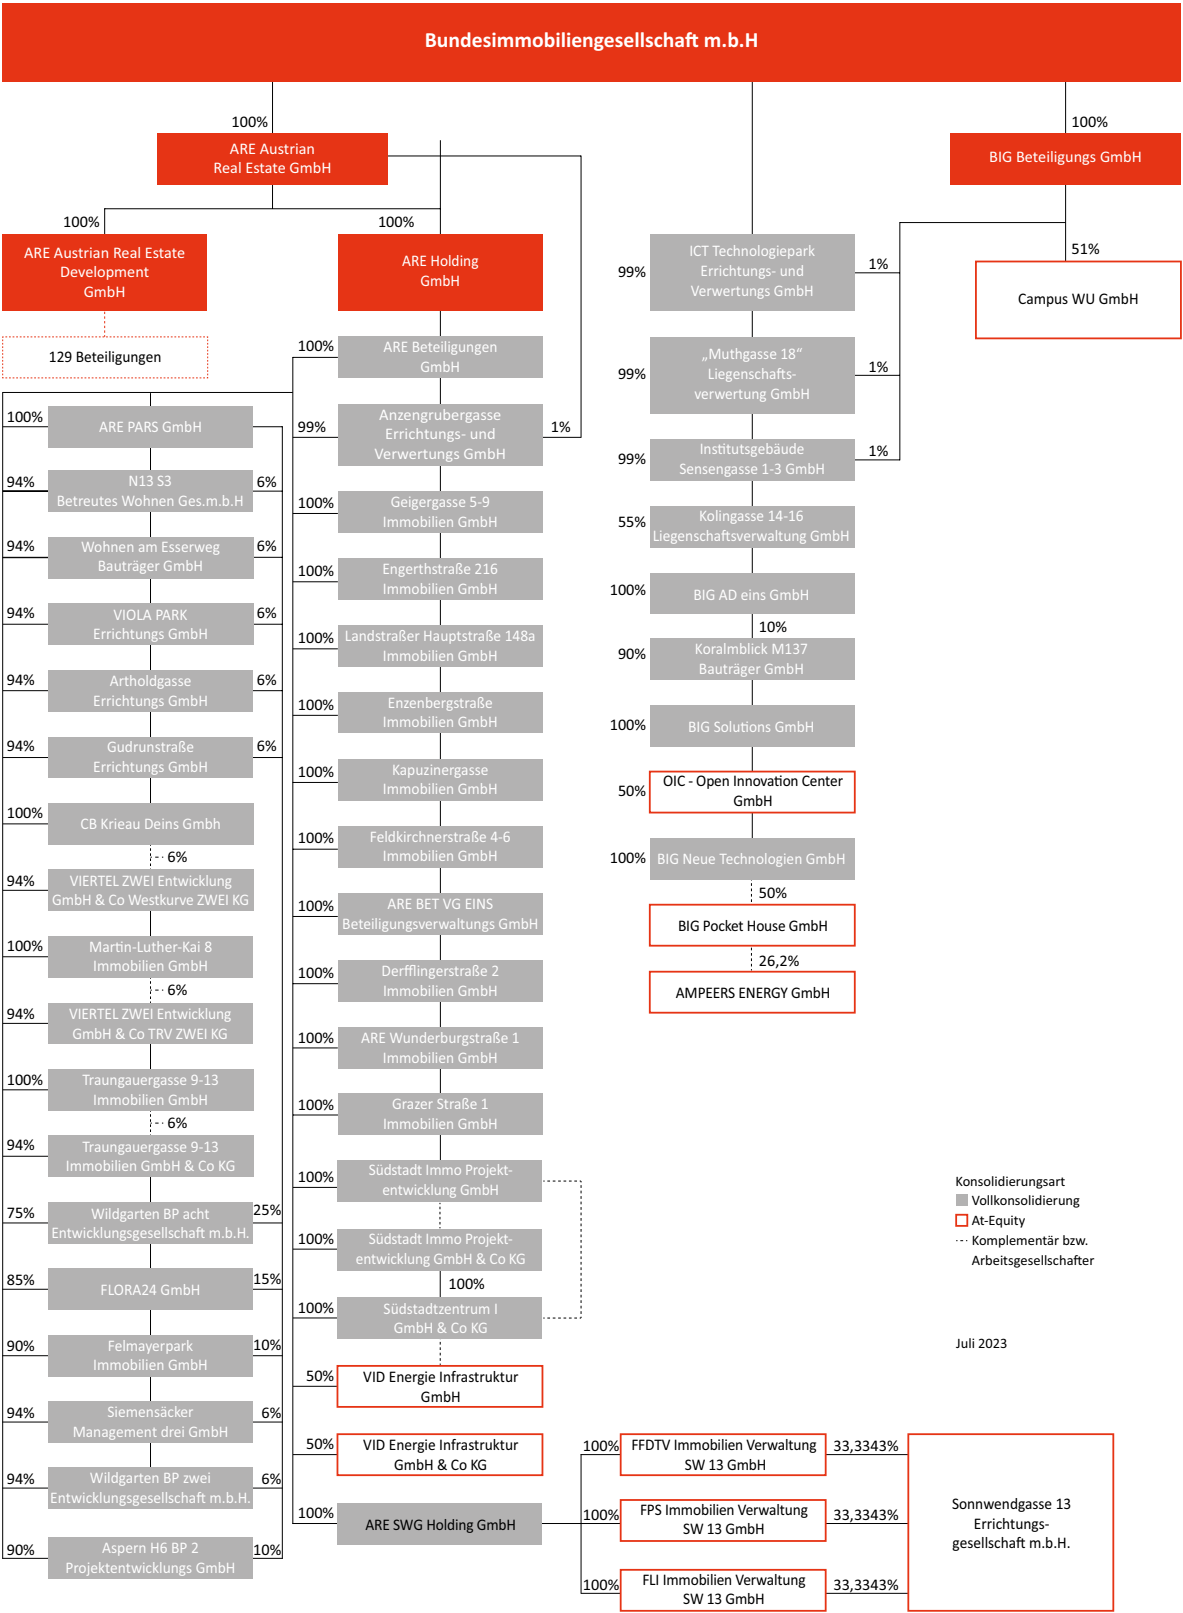 Bundesimmobiliengesellschaft m.b.H
100%
ARE Austrian
Real Estate GmbH
100%
BIG Beteiligungs GmbH
100%
ARE Austrian Real Estate
Development
GmbH
129 Beteiligungen
100%
ARE Holding
GmbH
100%
ARE PARS GmbH
94%
N13 S3
Betreutes Wohnen Ges.m.b.H
6%
94%
Wohnen am Esserweg
Bauträger GmbH
6%
94%
VIOLA PARK
Errichtungs GmbH
6%
94%
Artholdgasse
Errichtungs GmbH
6%
94%
Gudrunstraße
Errichtungs GmbH
6%
100%
CB Krieau Deins Gmbh
6%
94%
VIERTEL ZWEI Entwicklung
GmbH & Co Westkurve ZWEI KG
100%
Martin-Luther-Kai 8
Immobilien GmbH
6%
94%
VIERTEL ZWEI Entwicklung
GmbH & Co TRV ZWEI KG
100%
Traungauergasse 9-13
Immobilien GmbH
6%
94%
Traungauergasse 9-13
Immobilien GmbH & Co KG
75%
Wildgarten BP acht
Entwicklungsgesellschaft m.b.H.
25%
85%
FLORA24 GmbH
15%
90%
Felmayerpark
Immobilien GmbH
10%
94%
Siemensäcker
Management drei GmbH
6%
94%
Wildgarten BP zwei
Entwicklungsgesellschaft m.b.H.
6%
90%
Aspern H6 BP 2
Projektentwicklungs GmbH
10%
100%
ARE Beteiligungen
GmbH
99%
Anzengrubergasse
Errichtungs- und
Verwertungs GmbH
1%
100%
Geigergasse 5-9
Immobilien GmbH
100%
Engerthstraße 216
Immobilien GmbH
100%
Landstraßer Hauptstraße 148a
Immobilien GmbH
100%
Enzenbergstraße
Immobilien GmbH
100%
Kapuzinergasse
Immobilien GmbH
100%
Feldkirchnerstraße 4-6
Immobilien GmbH
100%
ARE BET VG EINS
Beteiligungsverwaltungs GmbH
100%
Derfflingerstraße 2
Immobilien GmbH
100%
ARE Wunderburgstraße 1
Immobilien GmbH
100%
Grazer Straße 1
Immobilien GmbH
100%
Südstadt Immo Projekt-
entwicklung GmbH
100%
Südstadt Immo Projekt-
entwicklung GmbH & Co KG
100%
100%
Südstadtzentrum I
GmbH & Co KG
50%
VID Energie Infrastruktur
GmbH
50%
VID Energie Infrastruktur
GmbH & Co KG
100%
ARE SWG Holding GmbH
100%
FFDTV Immobilien Verwaltung
SW 13 GmbH
33,3343%
100%
FPS Immobilien Verwaltung
SW 13 GmbH
33,3343%
100%
FLI Immobilien Verwaltung
SW 13 GmbH
33,3343%
Sonnwendgasse 13
Errichtungs-
gesellschaft m.b.H.
99%
ICT Technologiepark
Errichtungs- und
Verwertungs GmbH
1%
99%
„Muthgasse 18“
Liegenschafts-
verwertung GmbH
1%
99%
Institutsgebäude
Sensengasse 1-3 GmbH
1%
55%
Kolingasse 14-16
Liegenschaftsverwaltung GmbH
100%
BIG AD eins GmbH
10%
90%
Koralmblick M137
Bauträger GmbH
100%
BIG Solutions GmbH
50%
OIC - Open Innovation Center
GmbH
100%
BIG Neue Technologien GmbH
50%
BIG Pocket House GmbH
26,2%
AMPEERS ENERGY GmbH
51%
Campus WU GmbH
Konsolidierungsart
Vollkonsolidierung
At-Equity
Komplementär bzw.
Arbeitsgesellschafter
Juli 2023